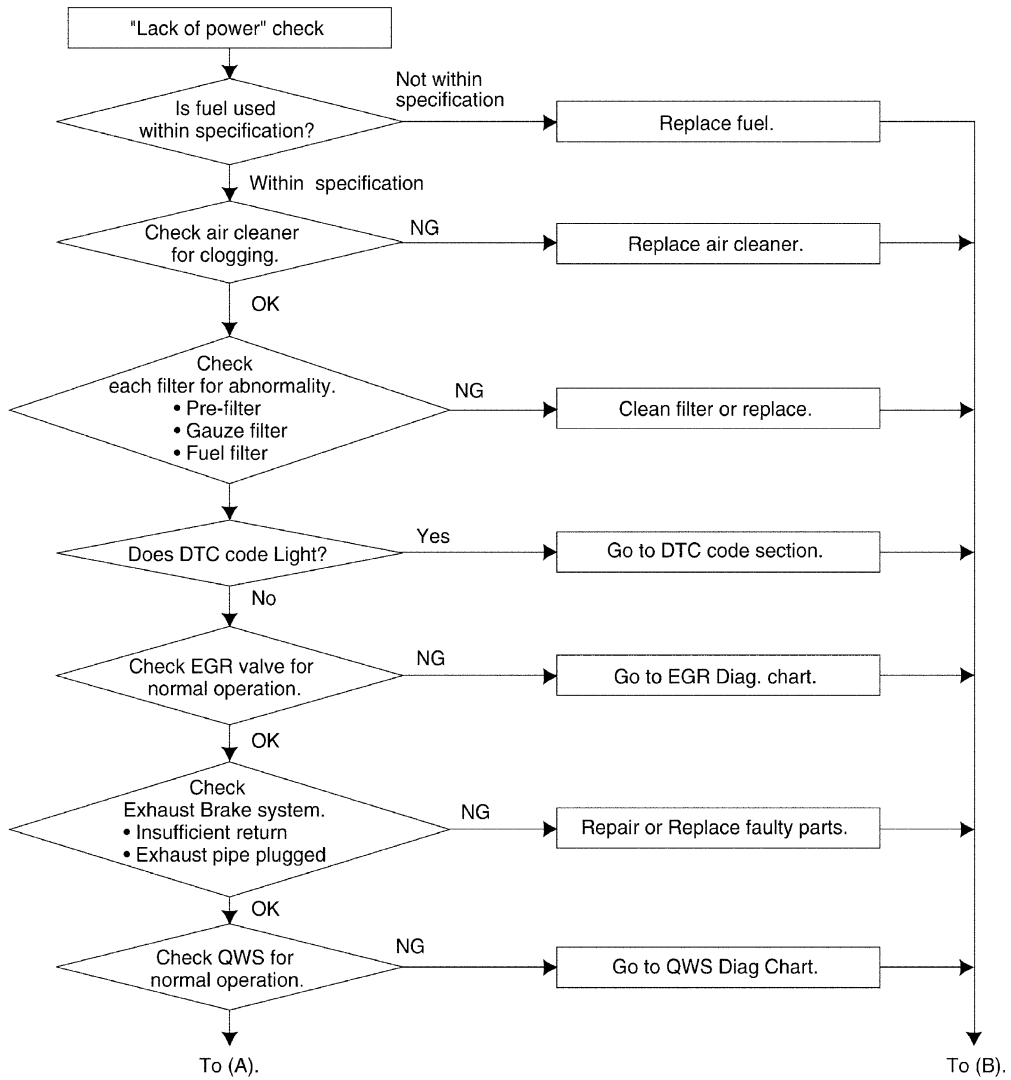 "Lack of power" check
Is fuel used
within specification?
Not within
specification
Replace fuel.
Within specification
Check air cleaner
for clogging.
NG
Replace air cleaner.
OK
Check
each filter for abnormality.
• Pre-filter
• Gauze filter
• Fuel filter
NG
Clean filter or replace.
Does DTC code Light?
Yes
Go to DTC code section.
No
Check EGR valve for
normal operation.
NG
Go to EGR Diag. chart.
OK
Check
Exhaust Brake system.
• Insufficient return
• Exhaust pipe plugged
NG
Repair or Replace faulty parts.
OK
Check QWS for
normal operation.
NG
Go to QWS Diag Chart.
To (A).
To (B).